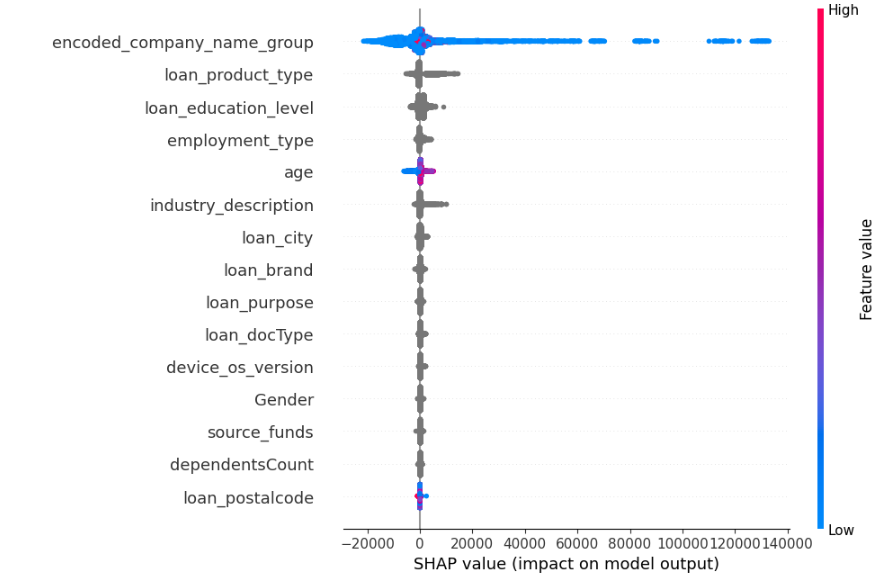 High
encoded_company_name_group
loan_product_type
loan_education_level
employment_type
age
industry_description
loan_city
loan_brand
loan_purpose
loan_docType
device_os_version
Gender
source_funds
dependentsCount
loan_postalcode
Feature value
Low
−20000 0 20000 40000 60000 80000 100000 120000 140000
SHAP value (impact on model output)